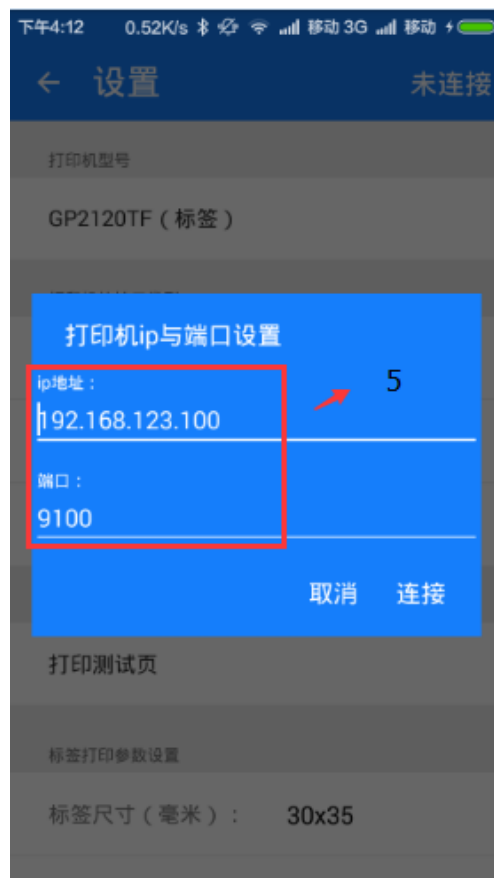 下午4:12 0.52K/s 移动 3G 移动
← 设置 未连接
打印机型号
GP2120TF ( 标签 )
打印机ip与端口设置
ip地址：
5
192.168.123.100
端口：
9100
取消 连接
打印测试页
标签打印参数设置
标签尺寸 ( 毫米 ) ： 30x35